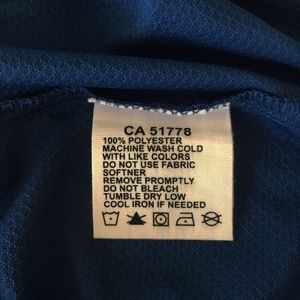 CA 51778
100% POLYESTER
MACHINE WASH COLD
WITH LIKE COLORS
DO NOT USE FABRIC
SOFTNER
REMOVE PROMPTLY
DO NOT BLEACH
TUMBLE DRY LOW
COOL IRON IF NEEDED